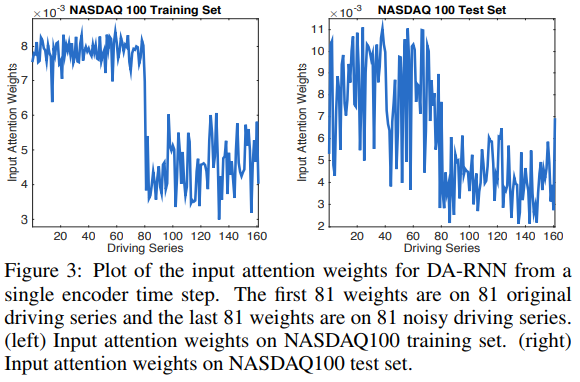 NASDAQ 100 Training Set
×10⁻³
8
7
6
5
4
3
Input Attention Weights
20 40 60 80 100 120 140 160
Driving Series
NASDAQ 100 Test Set
×10⁻³
11
10
9
8
7
6
5
4
3
2
Input Attention Weights
20 40 60 80 100 120 140 160
Driving Series
Figure 3: Plot of the input attention weights for DA-RNN from a
single encoder time step. The first 81 weights are on 81 original
driving series and the last 81 weights are on 81 noisy driving series.
(left) Input attention weights on NASDAQ100 training set. (right)
Input attention weights on NASDAQ100 test set.